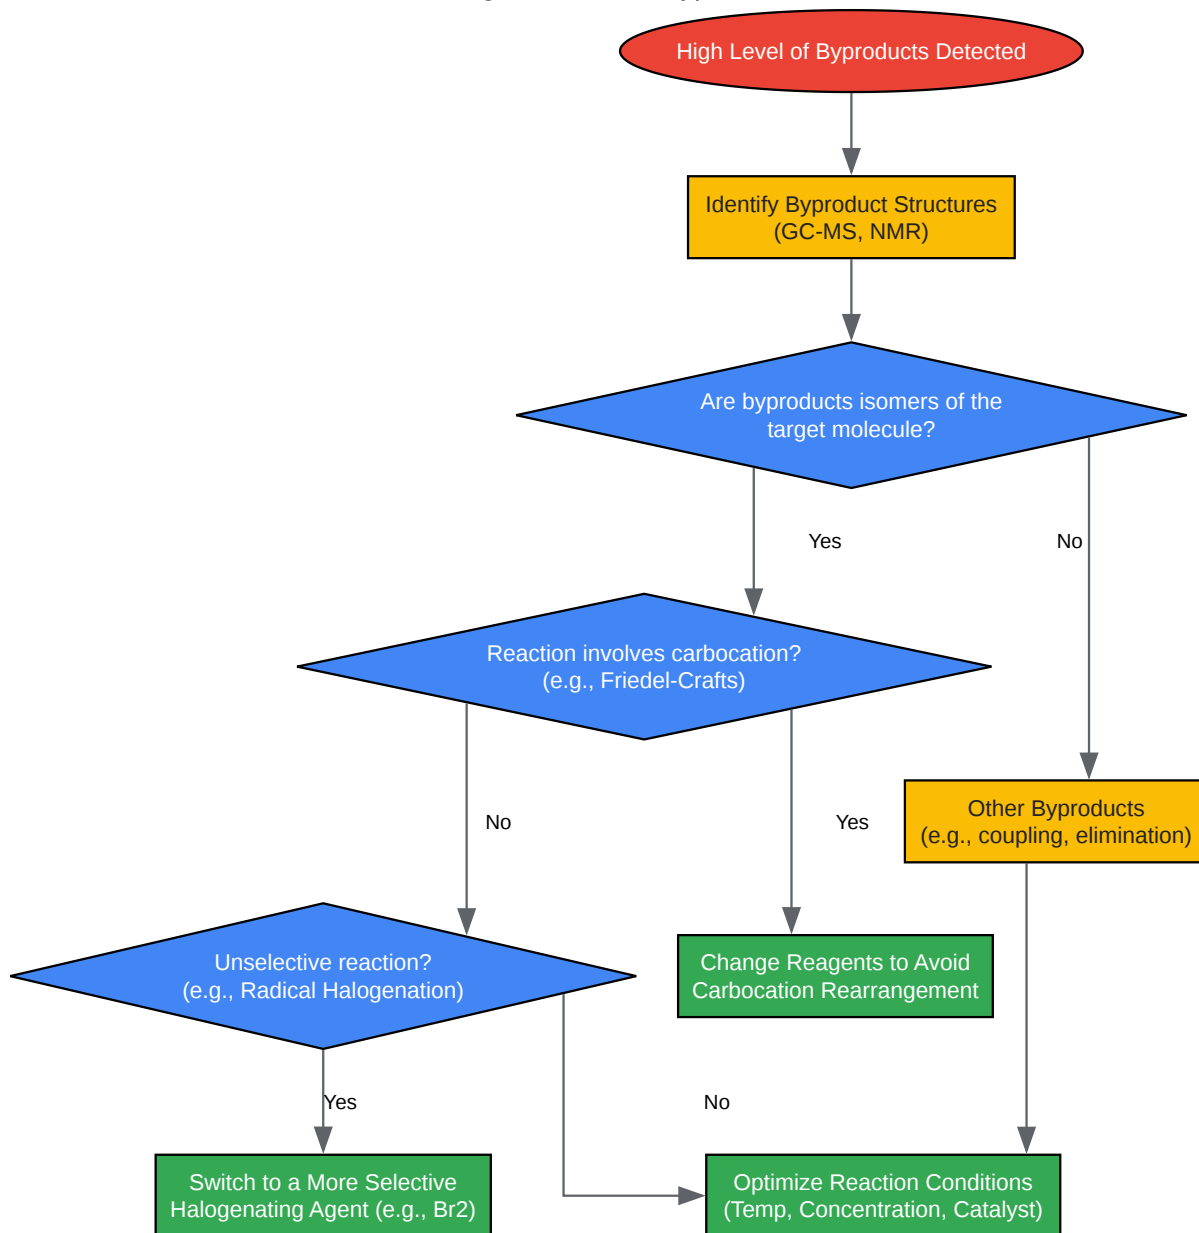 High Level of Byproducts Detected
Identify Byproduct Structures
(GC-MS, NMR)
Are byproducts isomers of the
target molecule?
Yes
No
Reaction involves carbocation?
(e.g., Friedel-Crafts)
No
Yes
Other Byproducts
(e.g., coupling, elimination)
Unselective reaction?
(e.g., Radical Halogenation)
Change Reagents to Avoid
Carbocation Rearrangement
Yes
No
Switch to a More Selective
Halogenating Agent (e.g., Br2)
Optimize Reaction Conditions
(Temp, Concentration, Catalyst)